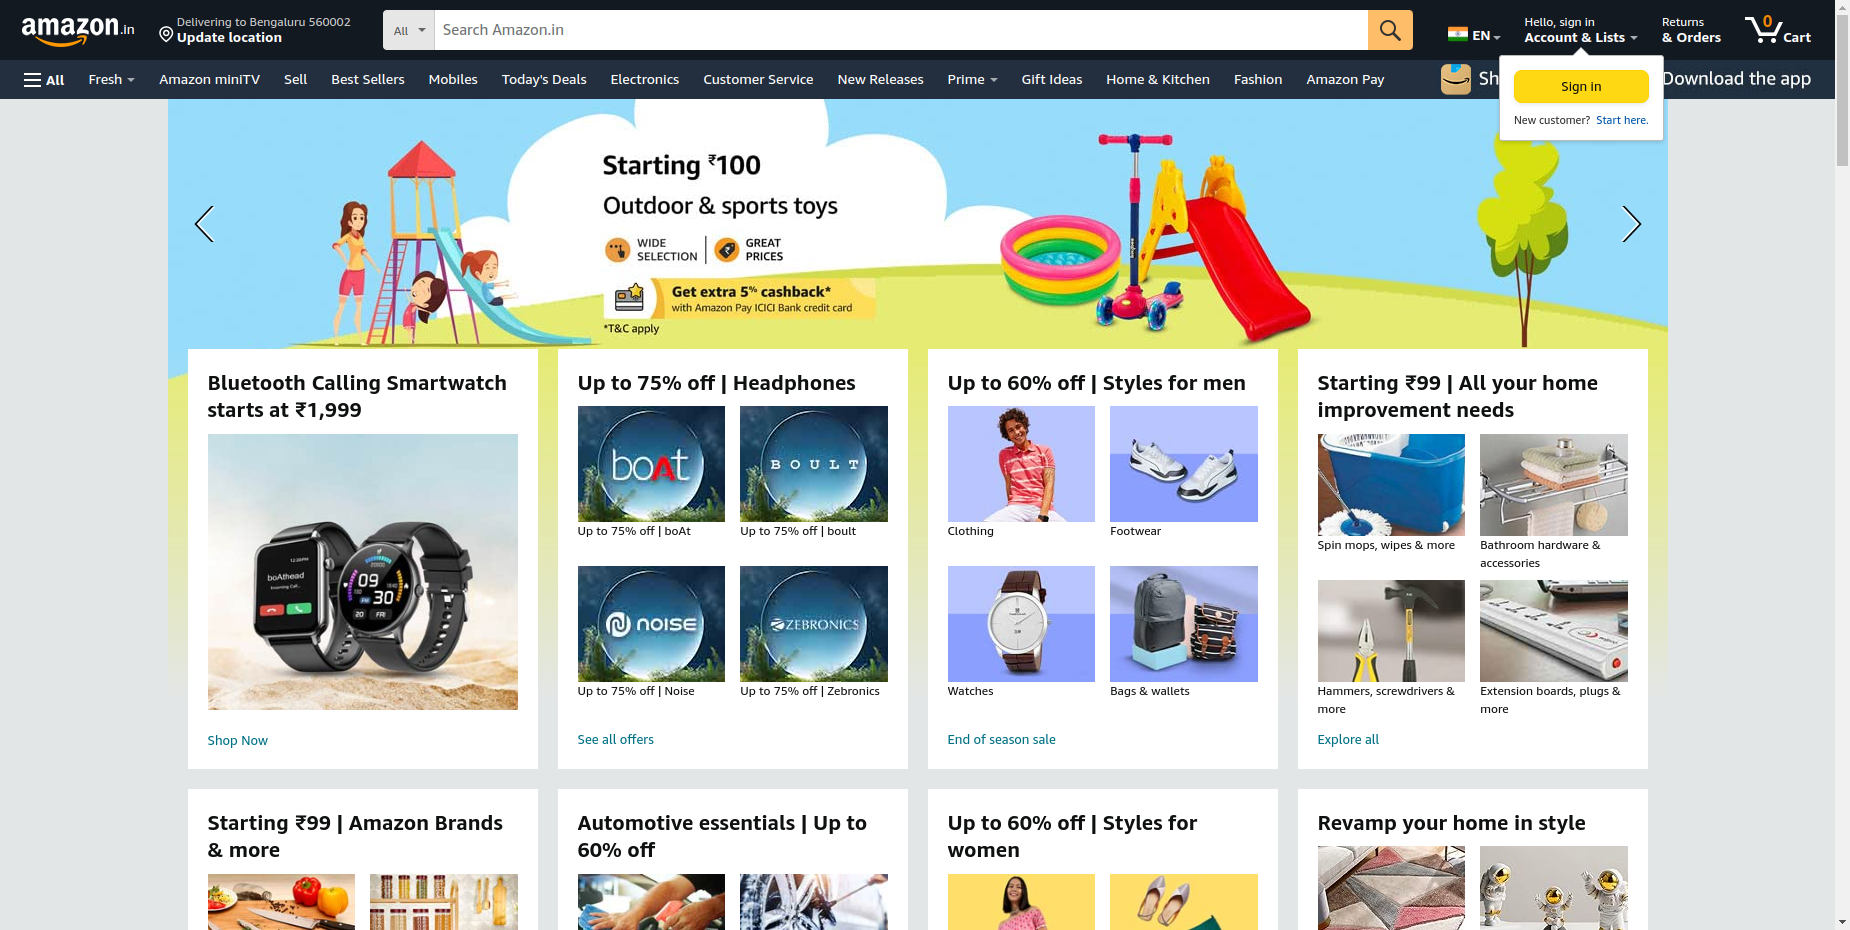 amazon.in
Delivering to Bengaluru 560002
Update location
All
Search Amazon.in
EN
Hello, sign in
Account & Lists
Returns
& Orders
0
Cart
All
Fresh
Amazon miniTV
Sell
Best Sellers
Mobiles
Today's Deals
Electronics
Customer Service
New Releases
Prime
Gift Ideas
Home & Kitchen
Fashion
Amazon Pay
Sh
Download the app
Sign in
New customer? Start here.
Starting ₹100
Outdoor & sports toys
WIDE
SELECTION
GREAT
PRICES
Get extra 5% cashback*
with Amazon Pay ICICI Bank credit card
*T&C apply
Bluetooth Calling Smartwatch
starts at ₹1,999
12:20PM
boAthead
Incoming Call..
09
30
20 FRI
Shop Now
Up to 75% off | Headphones
boAt
BOULT
Up to 75% off | boAt
Up to 75% off | boult
noise
ZEBRONICS
Up to 75% off | Noise
Up to 75% off | Zebronics
See all offers
Up to 60% off | Styles for men
Clothing
Footwear
Watches
Bags & wallets
End of season sale
Starting ₹99 | All your home
improvement needs
Spin mops, wipes & more
Bathroom hardware &
accessories
Hammers, screwdrivers &
more
Extension boards, plugs &
more
Explore all
Starting ₹99 | Amazon Brands
& more
Automotive essentials | Up to
60% off
Up to 60% off | Styles for
women
Revamp your home in style